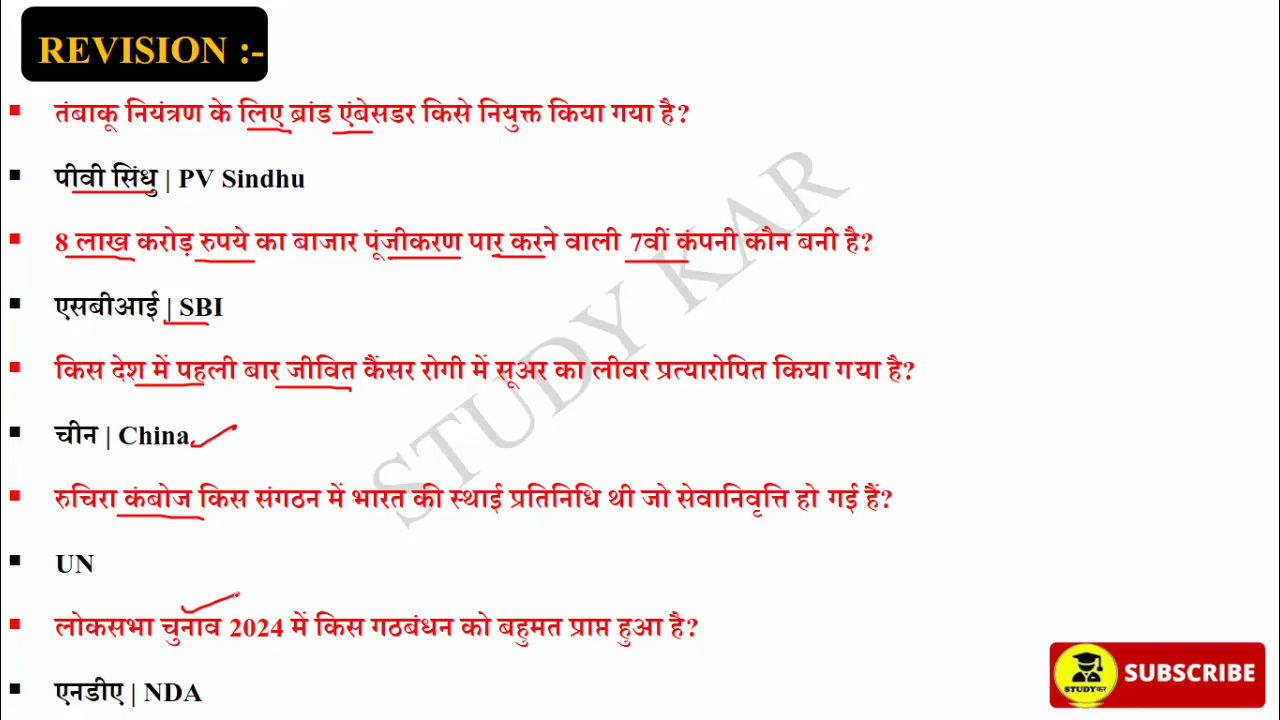 REVISION :-
तंबाकू नियंत्रण के लिए ब्रांड एंबेसडर किसे नियुक्त किया गया है?
पीवी सिंधु | PV Sindhu
8 लाख करोड़ रुपये का बाजार पूंजीकरण पार करने वाली 7वीं कंपनी कौन बनी है?
एसबीआई | SBI
किस देश में पहली बार जीवित कैंसर रोगी में सूअर का लीवर प्रत्यारोपित किया गया है?
चीन | China
रुचिरा कंबोज किस संगठन में भारत की स्थाई प्रतिनिधि थी जो सेवानिवृत्ति हो गई हैं?
UN
लोकसभा चुनाव 2024 में किस गठबंधन को बहुमत प्राप्त हुआ है?
एनडीए | NDA
STUDY KAR
STUDYकर
SUBSCRIBE